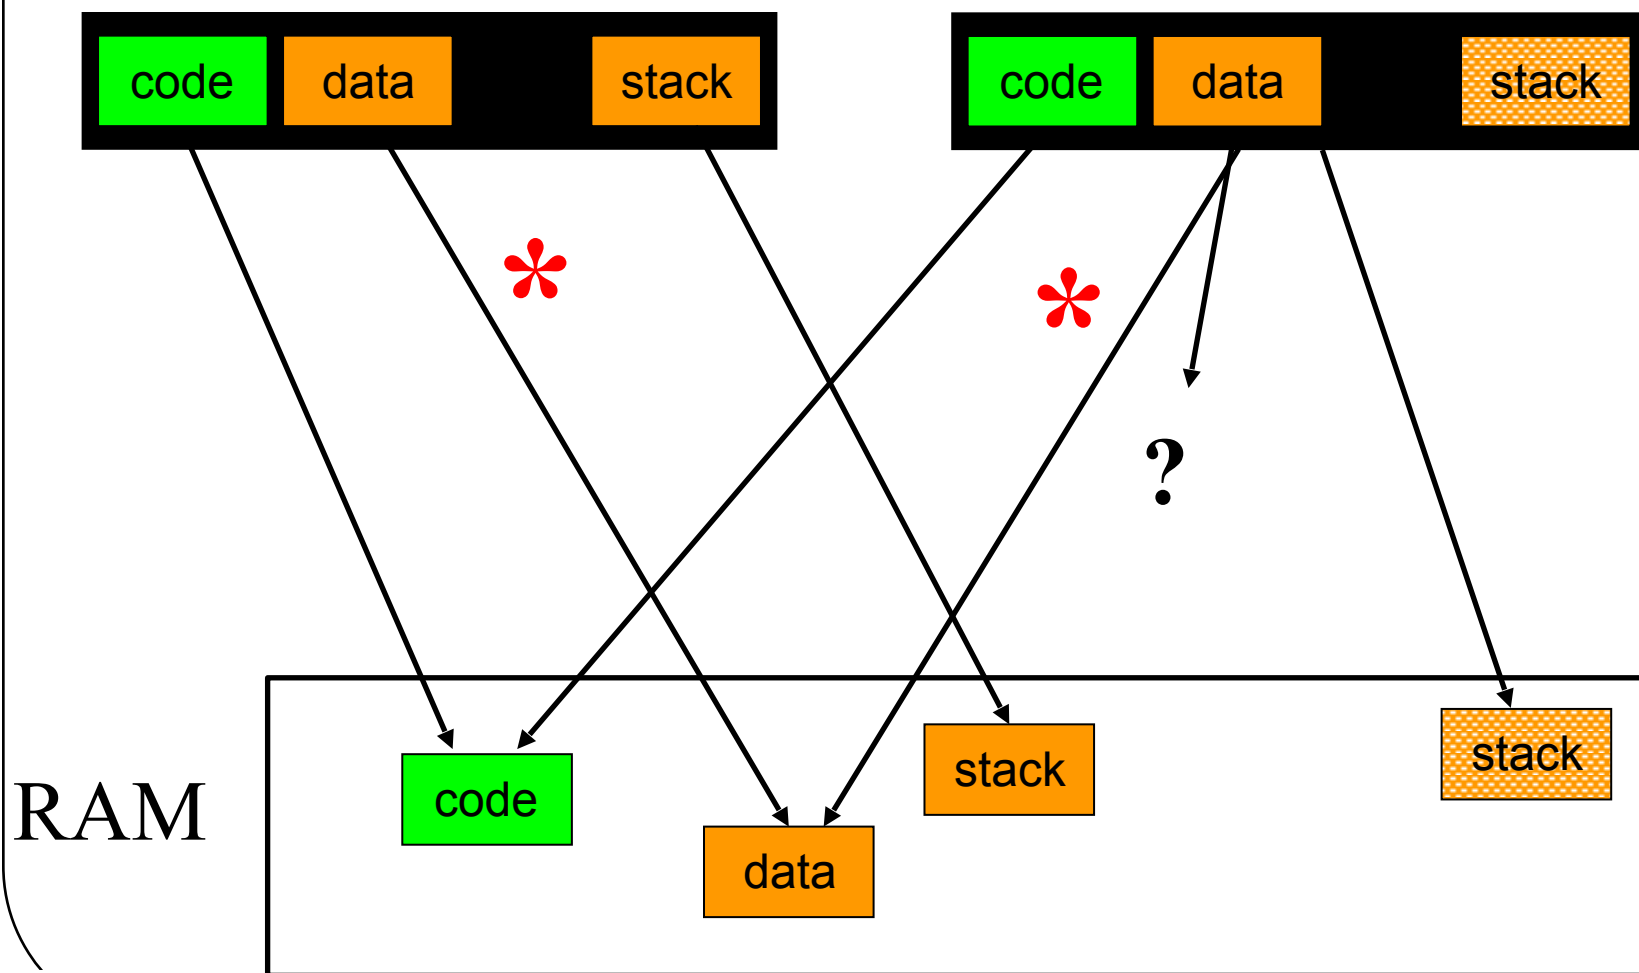 code data stack code data stack
*
*
?
stack
stack
RAM
code
data